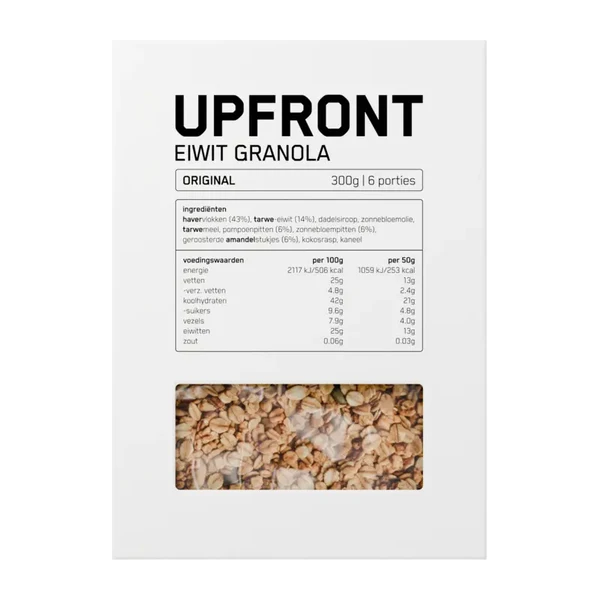 UPFRONT
EIWIT GRANOLA
ORIGINAL 300g | 6 porties
ingrediënten
havervlokken (43%), tarwe-eiwit (14%), dadelsiroop, zonnebloemolie,
tarwemeel, pompoenpitten (6%), zonnebloempitten (6%),
geroosterde amandelstukjes (6%), kokosrasp, kaneel
voedingswaarden per 100g per 50g
energie 2117 kJ/506 kcal 1059 kJ/253 kcal
vetten 25g 13g
-verz. vetten 4.8g 2.4g
koolhydraten 42g 21g
-suikers 9.6g 4.8g
vezels 7.9g 4.0g
eiwitten 25g 13g
zout 0.06g 0.03g